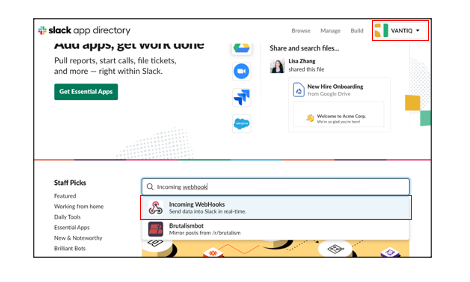 slack app directory
Browse Manage Build VANTIQ
Add apps, get work done
Pull reports, start calls, file tickets,
and more — right within Slack.
Get Essential Apps
Share and search files...
Lisa Zhang
shared this file
New Hire Onboarding
from Google Drive
Welcome to Acme Corp.
We're so glad you're here!
Staff Picks
Featured
Working from home
Daily Tools
Essential Apps
New & Noteworthy
Brilliant Bots
Incoming webhook
Incoming WebHooks
Send data into Slack in real-time.
Brutalismbot
Mirror posts from /r/brutalism